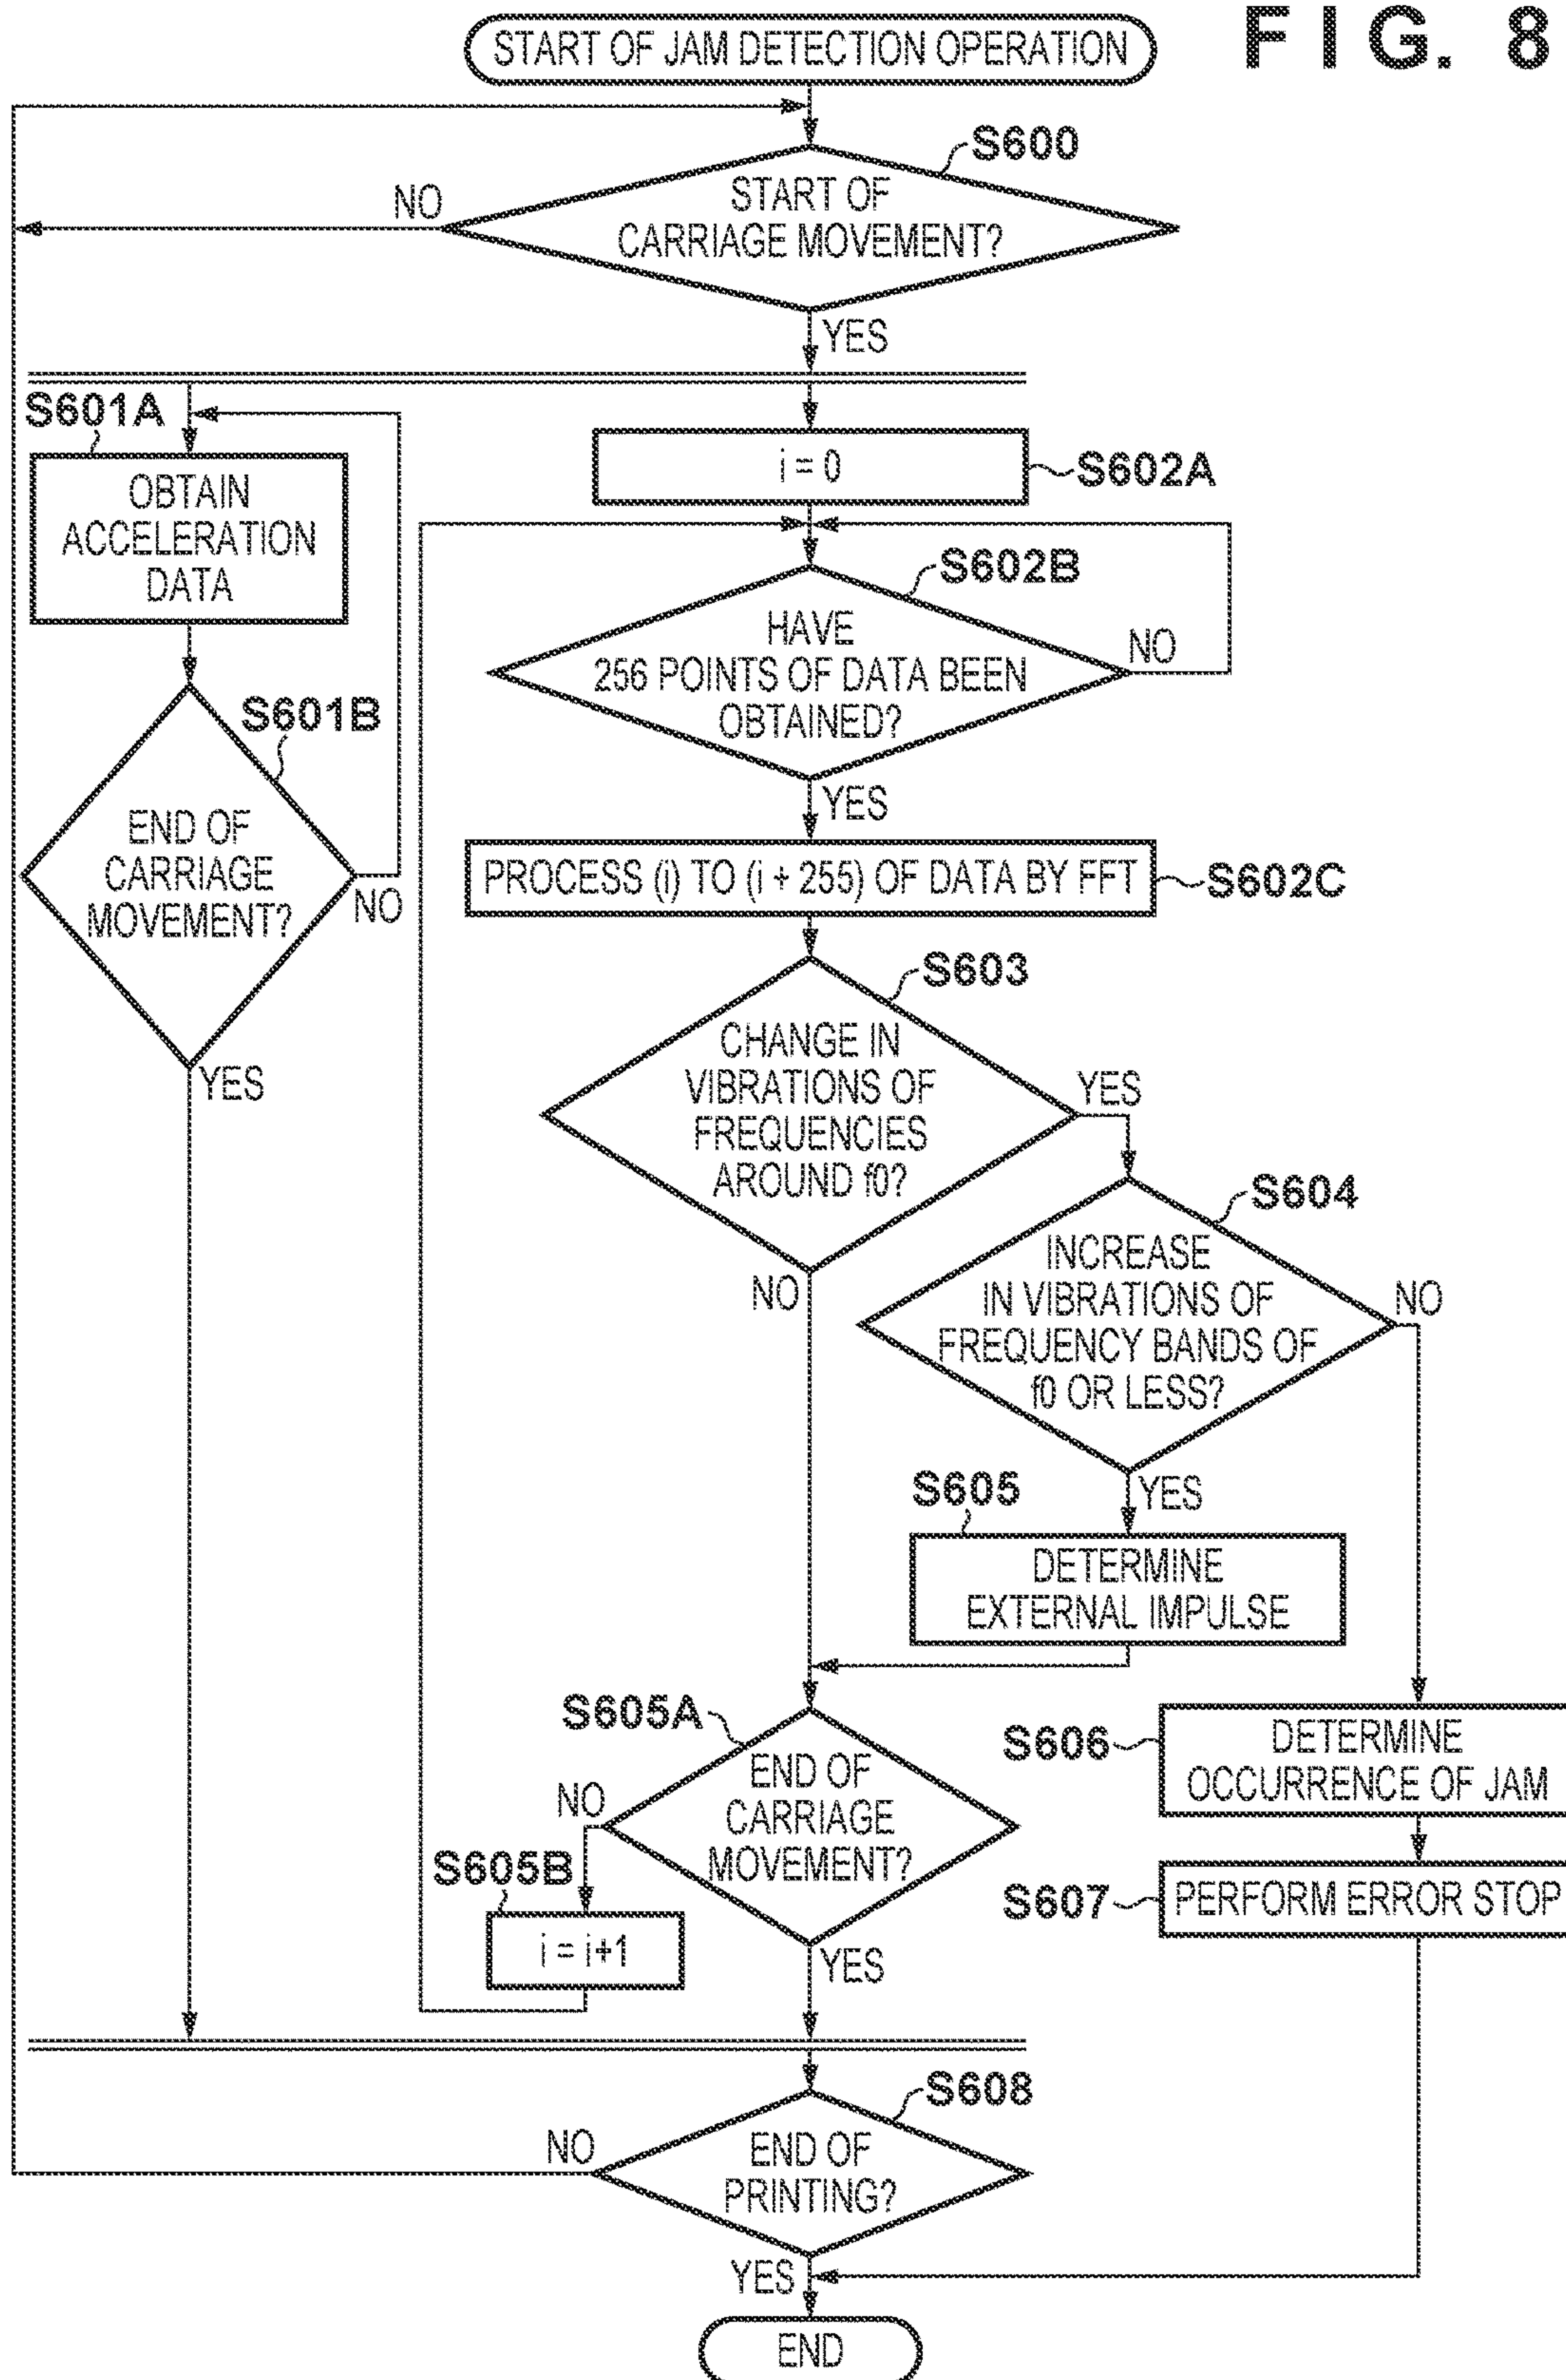 FIG. 8
START OF JAM DETECTION OPERATION
S600
START OF
CARRIAGE MOVEMENT?
NO
YES
S601A
OBTAIN
ACCELERATION
DATA
S601B
END OF
CARRIAGE
MOVEMENT?
NO
YES
i = 0
S602A
S602B
HAVE
256 POINTS OF DATA BEEN
OBTAINED?
NO
YES
PROCESS (i) TO (i + 255) OF DATA BY FFT
S602C
S603
CHANGE IN
VIBRATIONS OF
FREQUENCIES
AROUND f0?
YES
NO
S604
INCREASE
IN VIBRATIONS OF
FREQUENCY BANDS OF
f0 OR LESS?
NO
YES
S605
DETERMINE
EXTERNAL IMPULSE
S605A
END OF
CARRIAGE
MOVEMENT?
NO
YES
S605B
i = i+1
S606
DETERMINE
OCCURRENCE OF JAM
S607
PERFORM ERROR STOP
S608
END OF
PRINTING?
NO
YES
END